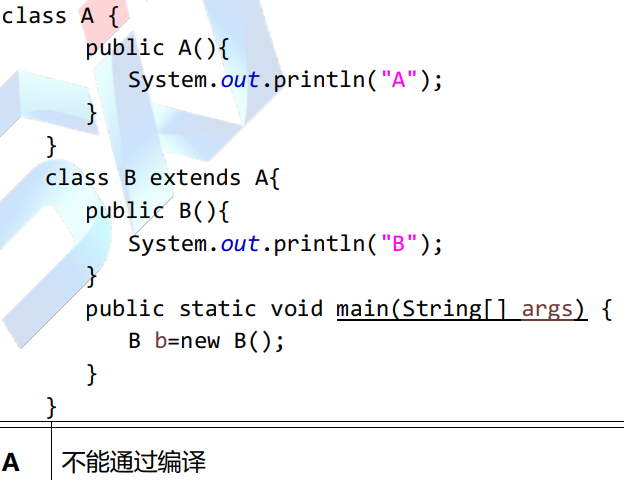 class A {
public A(){
System.out.println("A");
}
}
class B extends A{
public B(){
System.out.println("B");
}
public static void main(String[] args) {
B b=new B();
}
}
A 不能通过编译